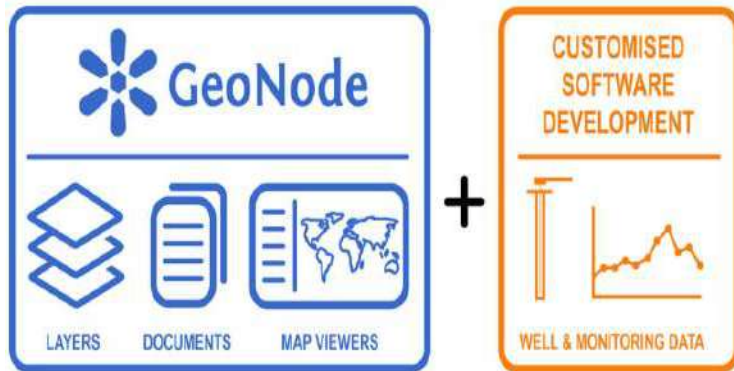 GeoNode
LAYERS
DOCUMENTS
MAP VIEWERS
+
CUSTOMISED
SOFTWARE
DEVELOPMENT
WELL & MONITORING DATA